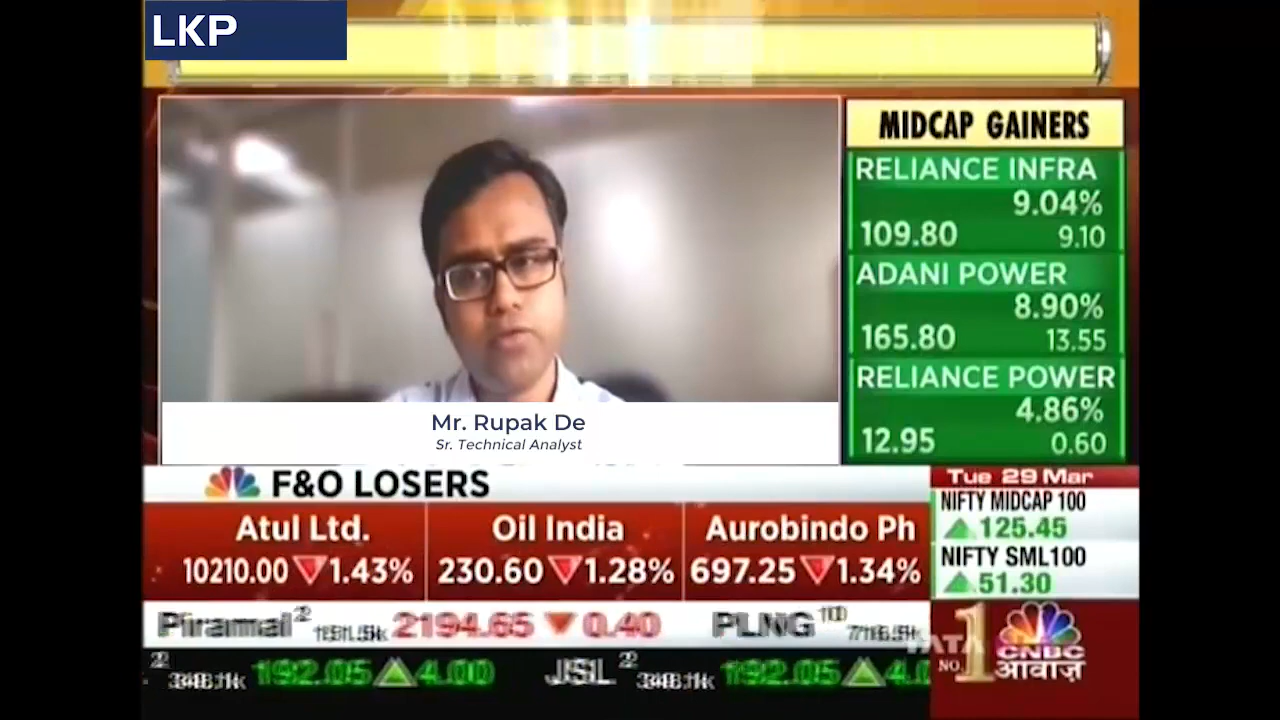 LKP
MIDCAP GAINERS
RELIANCE INFRA
9.04%
109.80 9.10
ADANI POWER
8.90%
165.80 13.55
RELIANCE POWER
4.86%
12.95 0.60
Mr. Rupak De
Sr. Technical Analyst
F&O LOSERS
Atul Ltd. Oil India Aurobindo Ph
10210.00 1.43% 230.60 1.28% 697.25 1.34%
Tue 29 Mar
NIFTY MIDCAP 100
125.45
NIFTY SML100
51.30
Piramal 2194.65 0.40 PLNG
192.05 4.00 JSL 192.05 4.0
TATA
NO. 1 CNBC
आवाज़